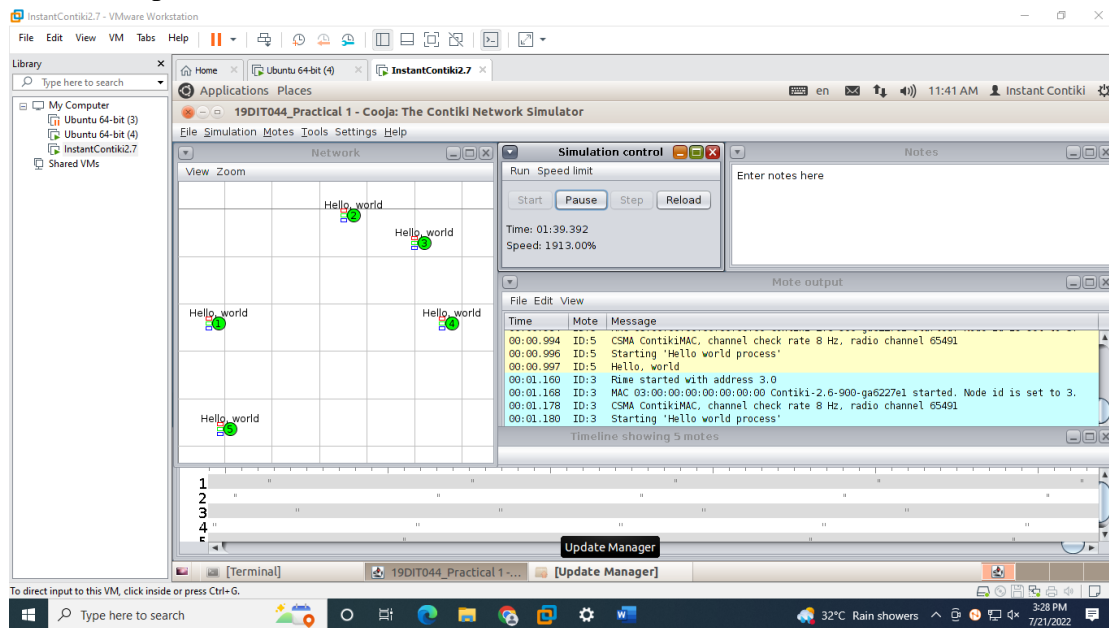 InstantContiki2.7 - VMware Workstation
File Edit View VM Tabs Help
Library
Type here to search
My Computer
Ubuntu 64-bit (3)
Ubuntu 64-bit (4)
InstantContiki2.7
Shared VMs
Home Ubuntu 64-bit (4) InstantContiki2.7
Applications Places en 11:41 AM Instant Contiki
19DIT044_Practical 1 - Cooja: The Contiki Network Simulator
File Simulation Motes Tools Settings Help
Network
View Zoom
Hello, world
2
Hello, world
3
Hello, world
1
Hello, world
4
Hello, world
5
Simulation control
Run Speed limit
Start Pause Step Reload
Time: 01:39.392
Speed: 1913.00%
Notes
Enter notes here
Mote output
File Edit View
Time Mote Message
00:00.994 ID:5 CSMA ContikiMAC, channel check rate 8 Hz, radio channel 65491
00:00.996 ID:5 Starting 'Hello world process'
00:00.997 ID:5 Hello, world
00:01.160 ID:3 Rime started with address 3.0
00:01.168 ID:3 MAC 03:00:00:00:00:00:00:00 Contiki-2.6-900-ga6227e1 started. Node id is set to 3.
00:01.178 ID:3 CSMA ContikiMAC, channel check rate 8 Hz, radio channel 65491
00:01.180 ID:3 Starting 'Hello world process'
Timeline showing 5 motes
1
2
3
4
5
Update Manager
[Terminal] 19DIT044_Practical 1 -... [Update Manager]
To direct input to this VM, click inside or press Ctrl+G.
Type here to search 32°C Rain showers 3:28 PM
7/21/2022